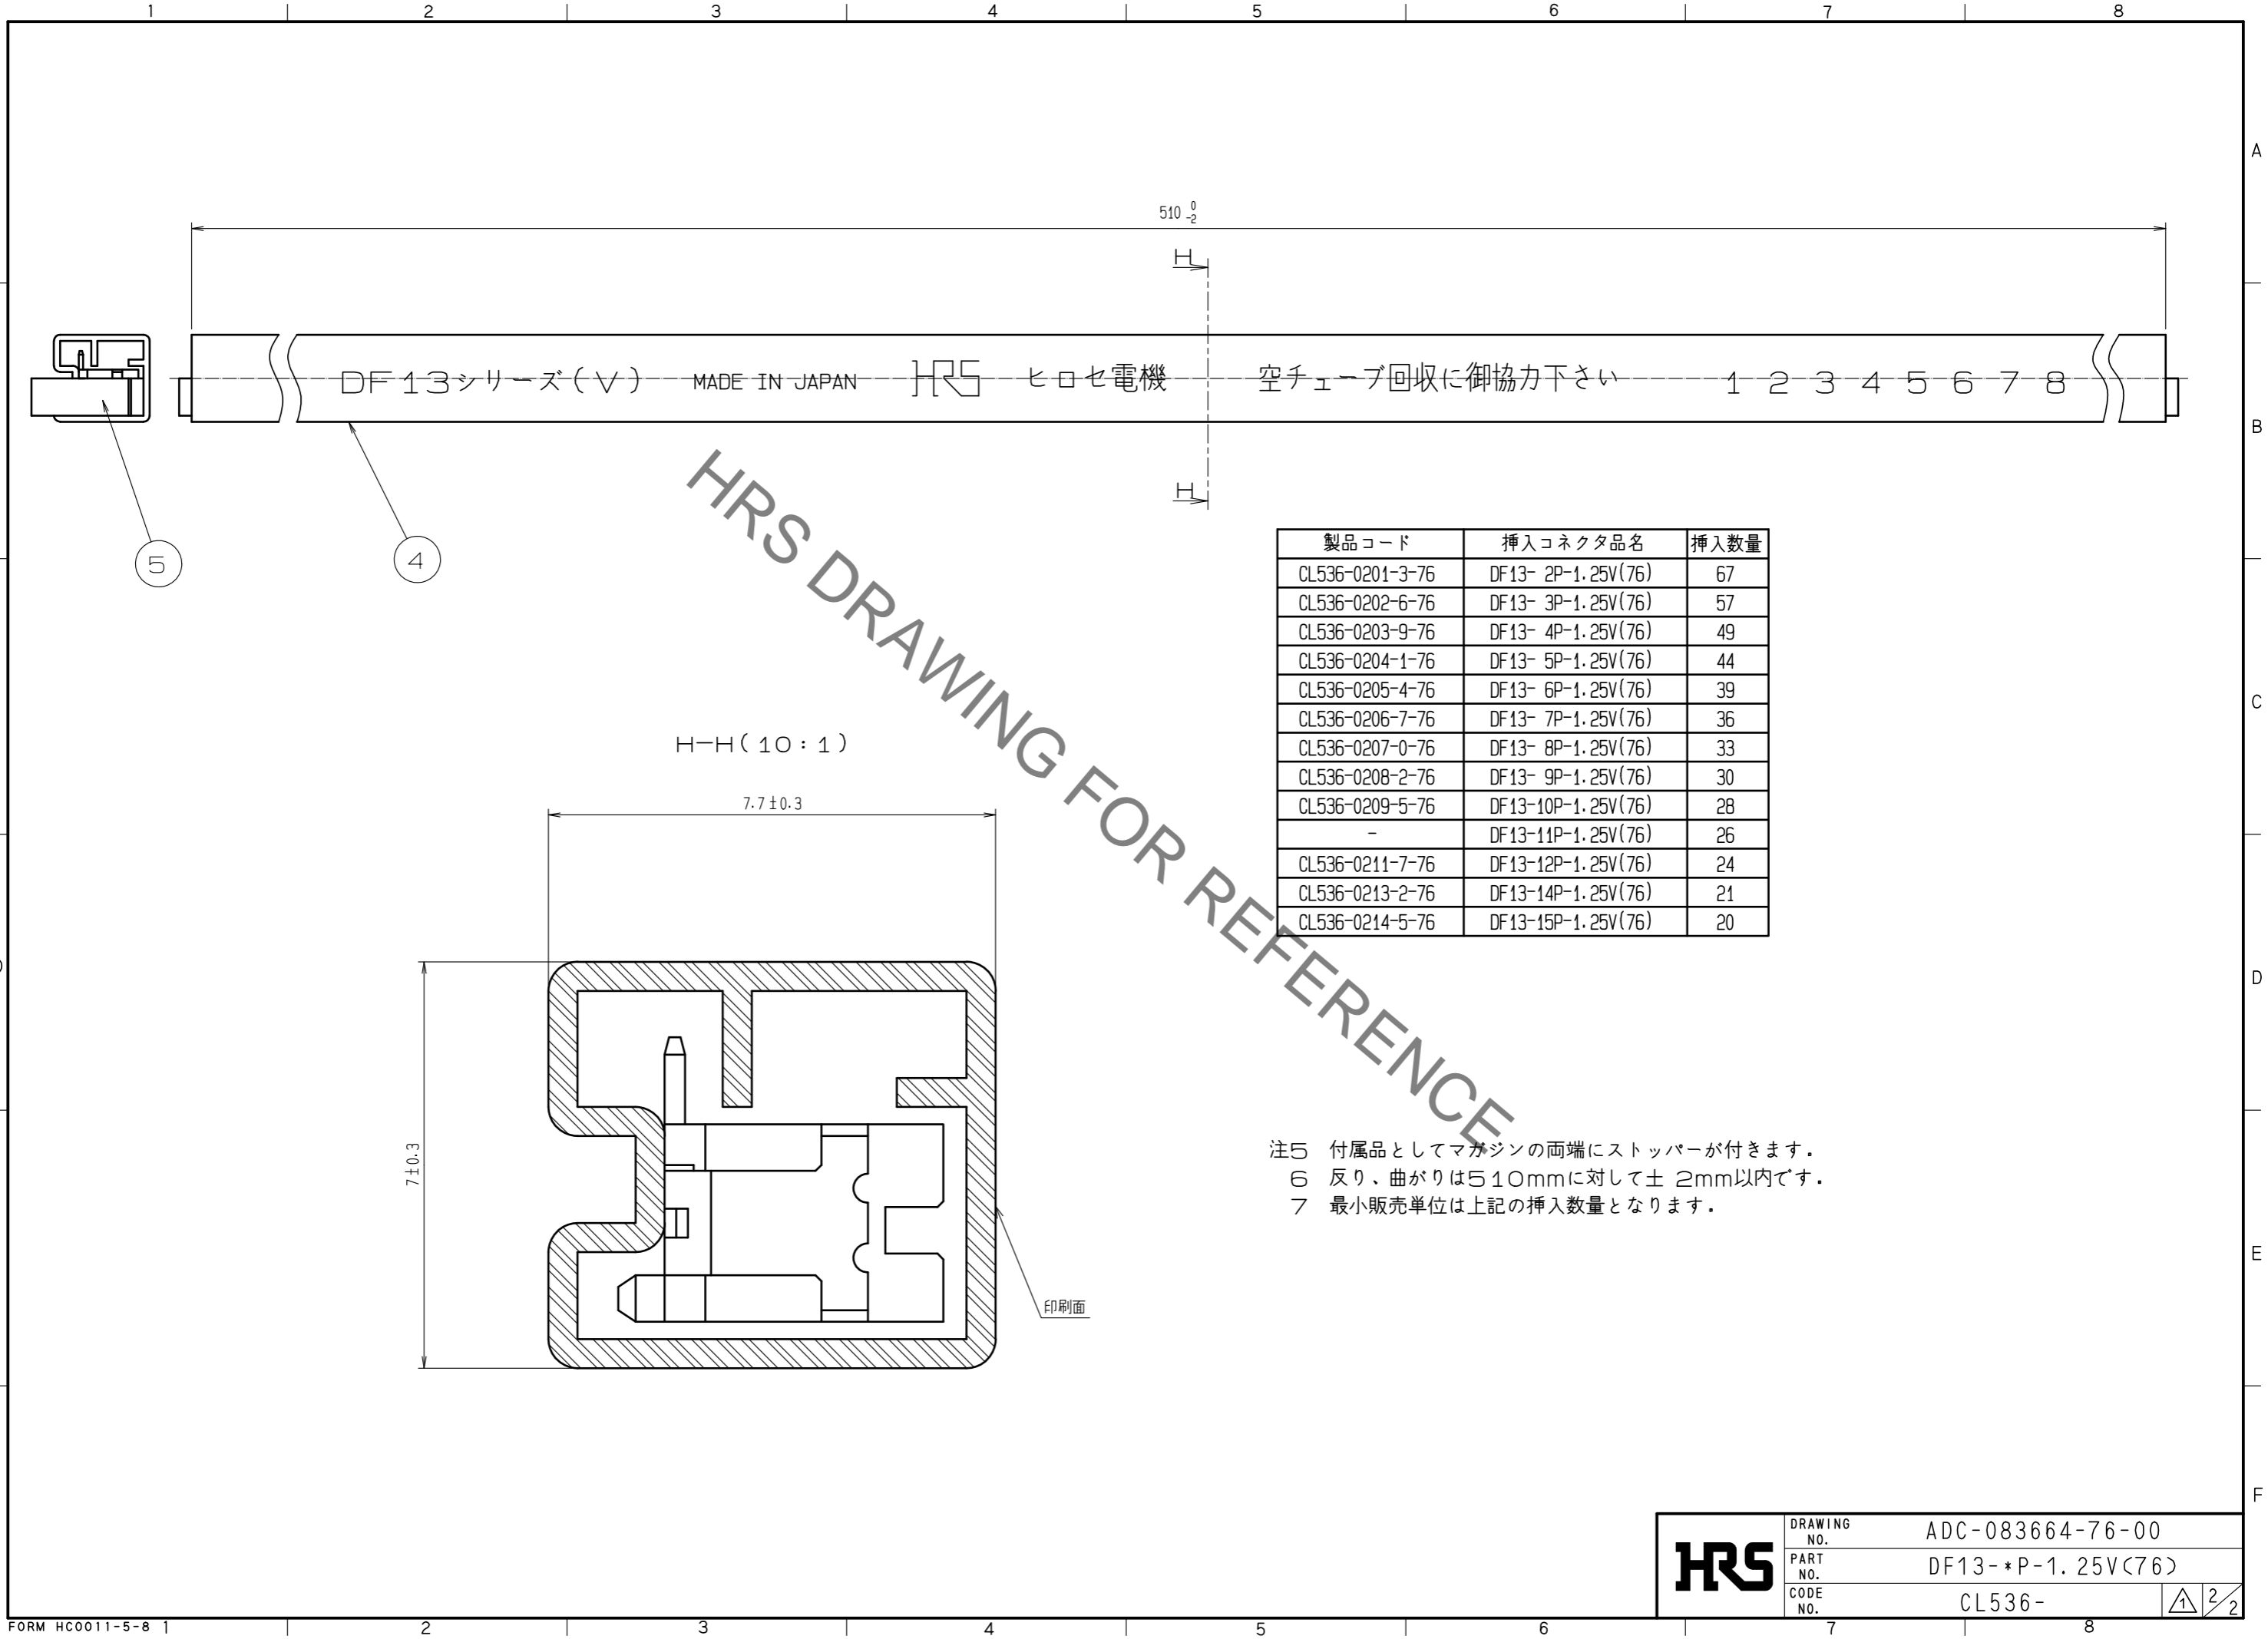 1 2 3 4 5 6 7 8
A
B
C
D
E
F
510 0 -2
H
H
DF13シリーズ(V) MADE IN JAPAN HRS ヒロセ電機 空チューブ回収に御協力下さい 1 2 3 4 5 6 7 8
5
4
HRS DRAWING FOR REFERENCE
製品コード 挿入コネクタ品名 挿入数量
CL536-0201-3-76 DF13- 2P-1.25V(76) 67
CL536-0202-6-76 DF13- 3P-1.25V(76) 57
CL536-0203-9-76 DF13- 4P-1.25V(76) 49
CL536-0204-1-76 DF13- 5P-1.25V(76) 44
CL536-0205-4-76 DF13- 6P-1.25V(76) 39
CL536-0206-7-76 DF13- 7P-1.25V(76) 36
CL536-0207-0-76 DF13- 8P-1.25V(76) 33
CL536-0208-2-76 DF13- 9P-1.25V(76) 30
CL536-0209-5-76 DF13-10P-1.25V(76) 28
- DF13-11P-1.25V(76) 26
CL536-0211-7-76 DF13-12P-1.25V(76) 24
CL536-0213-2-76 DF13-14P-1.25V(76) 21
CL536-0214-5-76 DF13-15P-1.25V(76) 20
H-H(10:1)
7.7±0.3
7±0.3
印刷面
注5 付属品としてマガジンの両端にストッパーが付きます.
6 反り、曲がりは510mmに対して± 2mm以内です.
7 最小販売単位は上記の挿入数量となります.
HRS
DRAWING NO. ADC-083664-76-00
PART NO. DF13-*P-1.25V(76)
CODE NO. CL536- 1 2/2
FORM HC0011-5-8 1 2 3 4 5 6 7 8